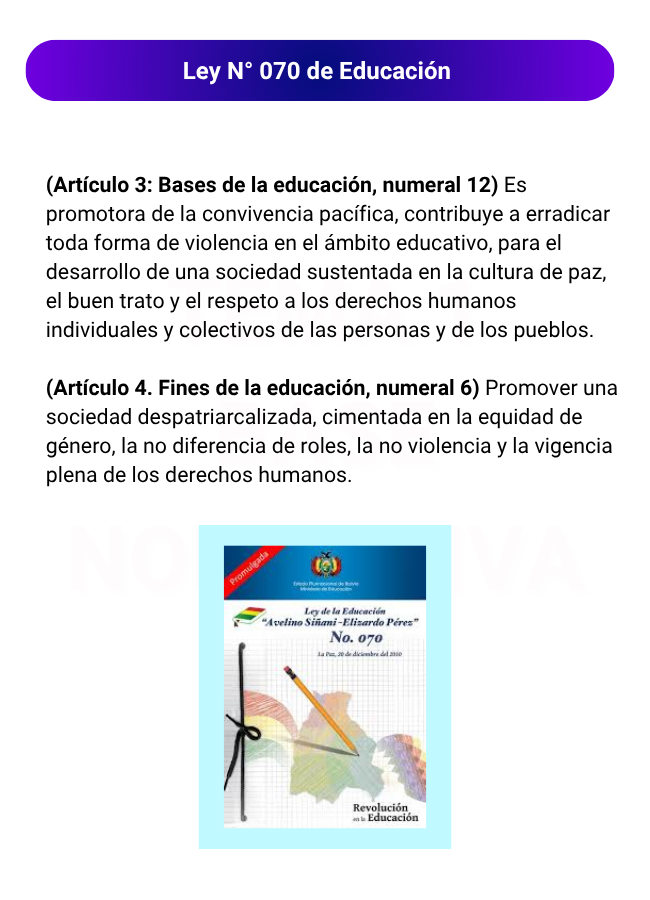 Ley N° 070 de Educación
(Artículo 3: Bases de la educación, numeral 12) Es
promotora de la convivencia pacífica, contribuye a erradicar
toda forma de violencia en el ámbito educativo, para el
desarrollo de una sociedad sustentada en la cultura de paz,
el buen trato y el respeto a los derechos humanos
individuales y colectivos de las personas y de los pueblos.
(Artículo 4. Fines de la educación, numeral 6) Promover una
sociedad despatriarcalizada, cimentada en la equidad de
género, la no diferencia de roles, la no violencia y la vigencia
plena de los derechos humanos.
Promulgada
Estado Plurinacional de Bolivia
Ministerio de Educación
Ley de la Educación
“Avelino Siñani -Elizardo Pérez”
No. 070
La Paz, 20 de diciembre del 2010
Revolución
en la Educación